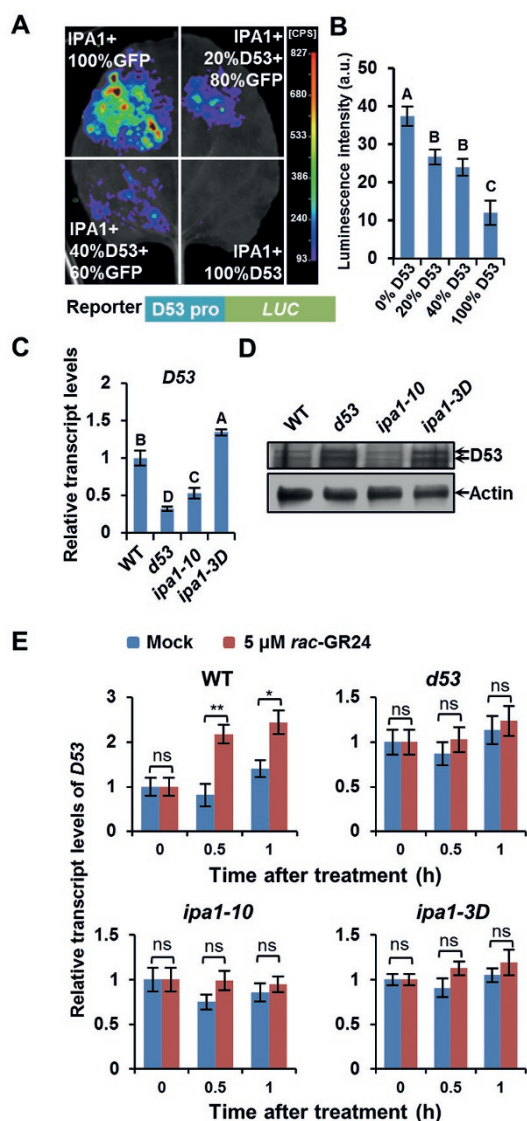 A
IPA1+
100%GFP
IPA1+
20%D53+
80%GFP
IPA1+
40%D53+
60%GFP
IPA1+
100%D53
[CPS]
827
680
533
386
240
93
Reporter D53 pro LUC
B
Luminescence intensity (a.u.)
50
40
30
20
10
0
A
B
B
C
0% D53
20% D53
40% D53
100% D53
C
D53
Relative transcript levels
2
1.5
1
0.5
0
B
D
C
A
WT
d53
ipa1-10
ipa1-3D
D
WT
d53
ipa1-10
ipa1-3D
D53
Actin
E
Mock
5 µM rac-GR24
Relative transcript levels of D53
WT
3
2
1
0
ns
**
*
0
0.5
1
Time after treatment (h)
d53
1.5
1
0.5
0
ns
ns
ns
0
0.5
1
Time after treatment (h)
ipa1-10
1.5
1
0.5
0
ns
ns
ns
0
0.5
1
Time after treatment (h)
ipa1-3D
1.5
1
0.5
0
ns
ns
ns
0
0.5
1
Time after treatment (h)